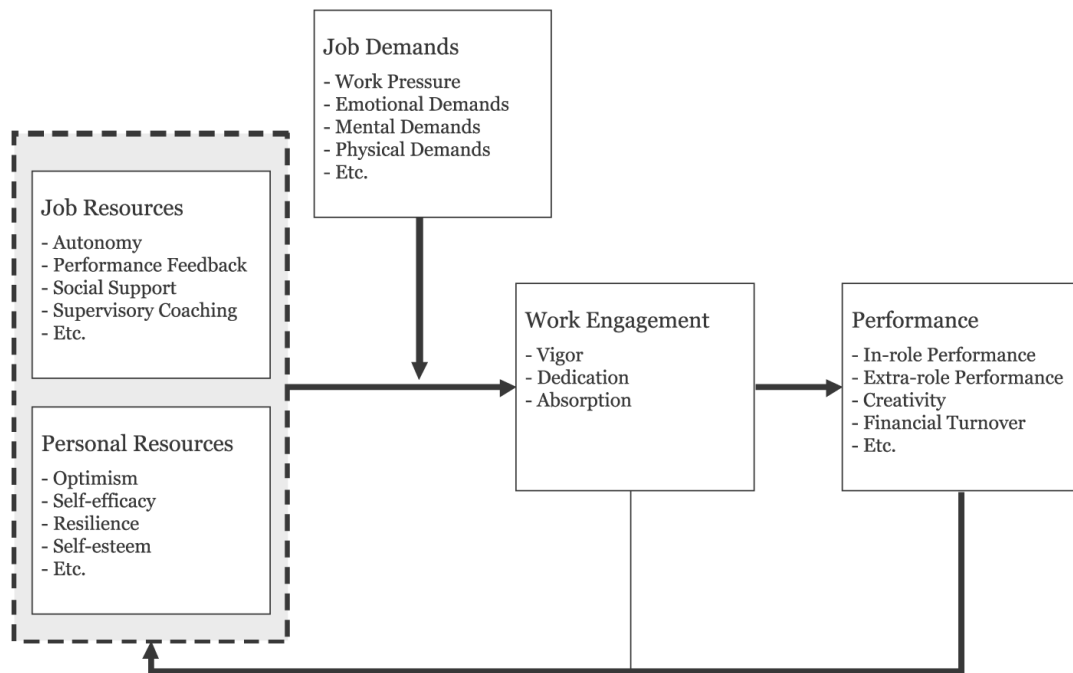 Job Demands
- Work Pressure
- Emotional Demands
- Mental Demands
- Physical Demands
- Etc.
Job Resources
- Autonomy
- Performance Feedback
- Social Support
- Supervisory Coaching
- Etc.
Personal Resources
- Optimism
- Self-efficacy
- Resilience
- Self-esteem
- Etc.
Work Engagement
- Vigor
- Dedication
- Absorption
Performance
- In-role Performance
- Extra-role Performance
- Creativity
- Financial Turnover
- Etc.